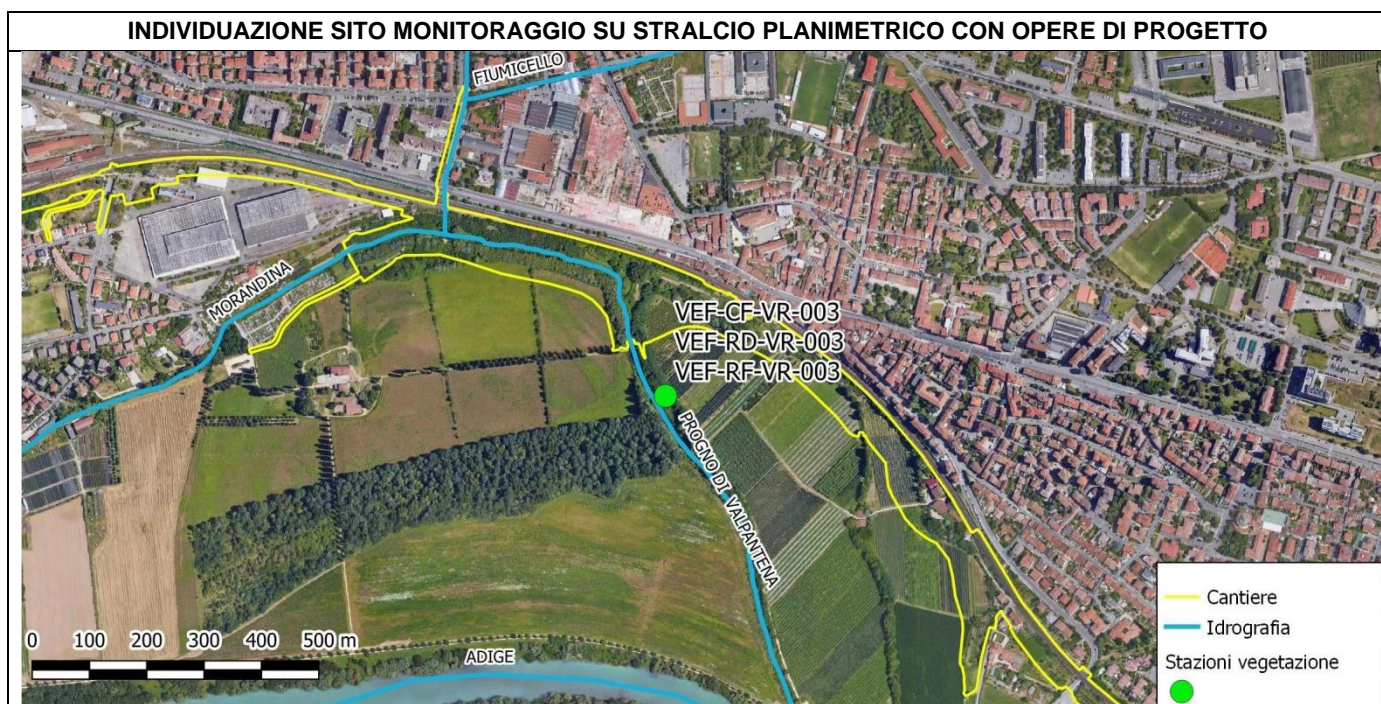 INDIVIDUAZIONE SITO MONITORAGGIO SU STRALCIO PLANIMETRICO CON OPERE DI PROGETTO
FIUMICELLO
MORANDINA
VEF-CF-VR-003
VEF-RD-VR-003
VEF-RF-VR-003
PROGNO DI VALPANTENA
ADIGE
0 100 200 300 400 500 m
Cantiere
Idrografia
Stazioni vegetazione